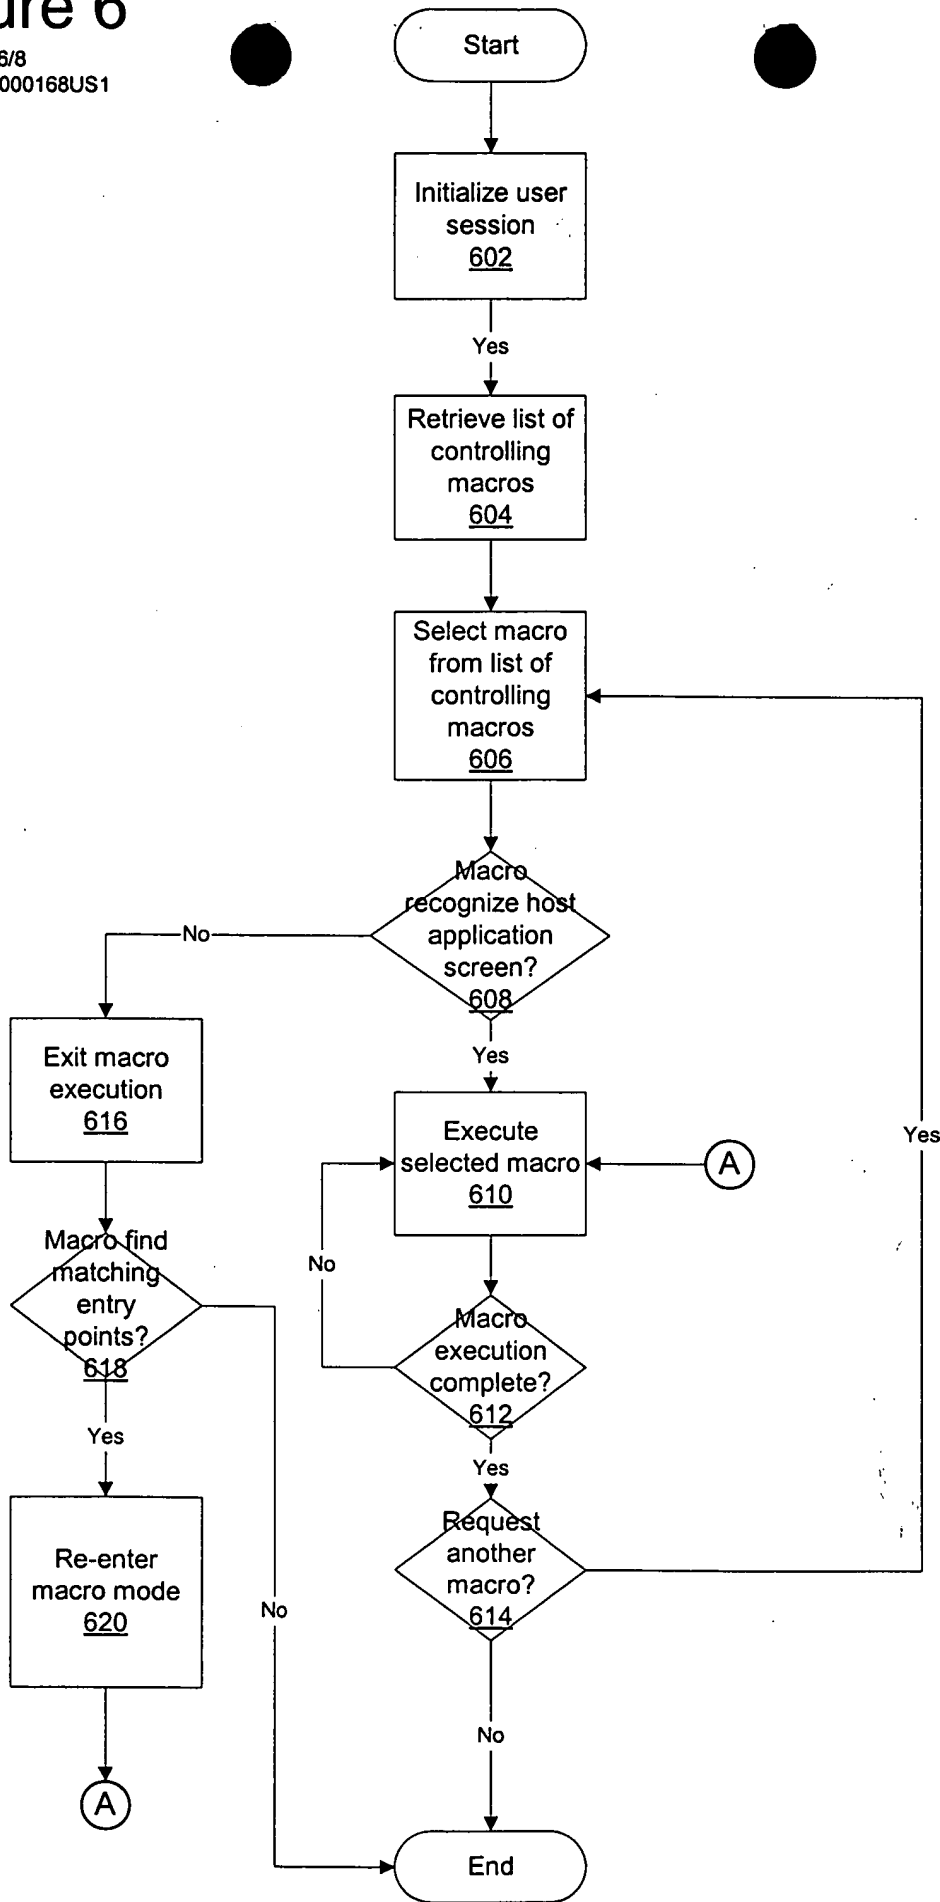 6/8
000168US1
Start
Initialize user
session
602
Yes
Retrieve list of
controlling
macros
604
Select macro
from list of
controlling
macros
606
Macro
recognize host
application
screen?
608
No
Yes
Exit macro
execution
616
Execute
selected macro
610
A
Yes
Macro find
matching
entry
points?
618
No
Macro
execution
complete?
612
Yes
Yes
Request
another
macro?
614
Re-enter
macro mode
620
No
No
A
End